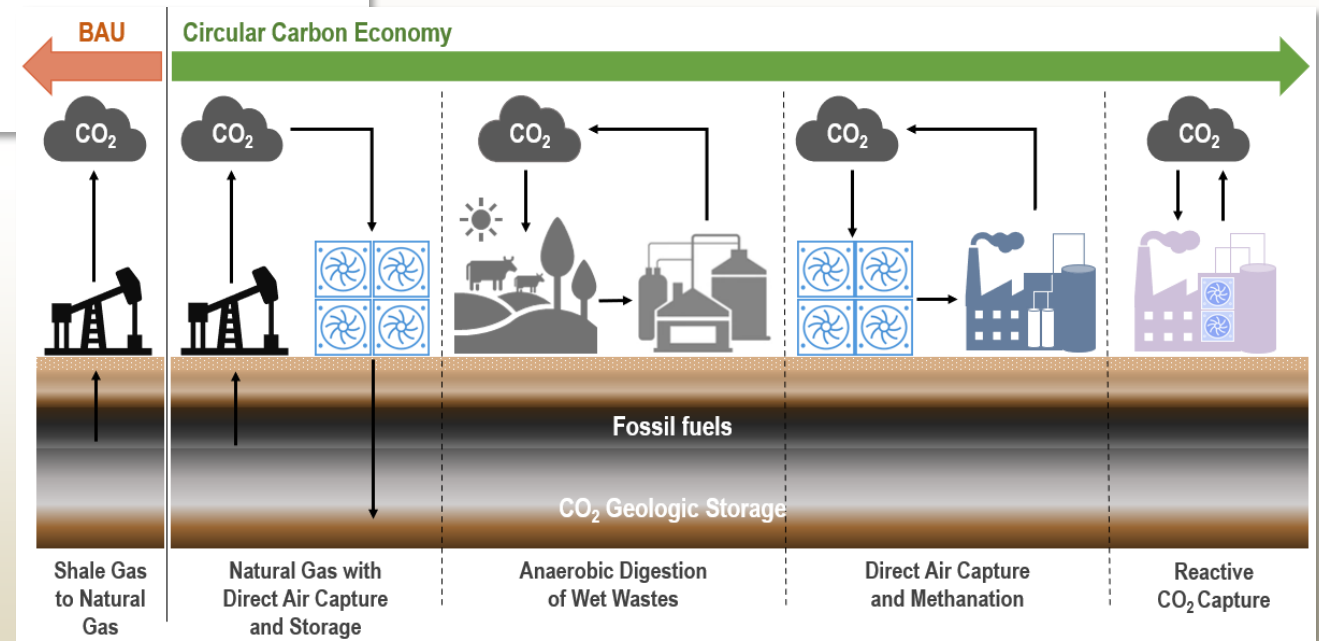 BAU
Circular Carbon Economy
CO₂
CO₂
CO₂
CO₂
CO₂
Fossil fuels
CO₂ Geologic Storage
Shale Gas
to Natural
Gas
Natural Gas with
Direct Air Capture
and Storage
Anaerobic Digestion
of Wet Wastes
Direct Air Capture
and Methanation
Reactive
CO₂ Capture